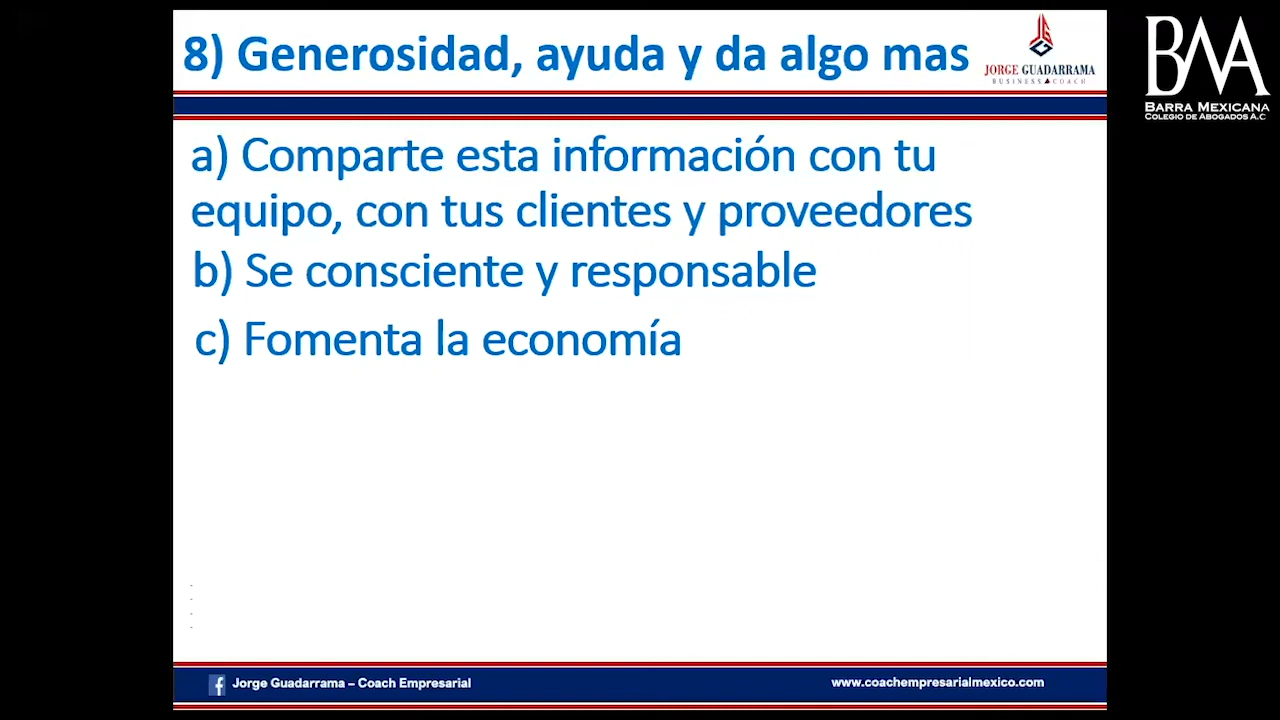 8) Generosidad, ayuda y da algo mas
JORGE GUADARRAMA
BUSINESS COACH
BMA
BARRA MEXICANA
COLEGIO DE ABOGADOS A.C
a) Comparte esta información con tu
equipo, con tus clientes y proveedores
b) Se consciente y responsable
c) Fomenta la economía
-
-
-
-
f Jorge Guadarrama – Coach Empresarial
www.coachempresarialmexico.com